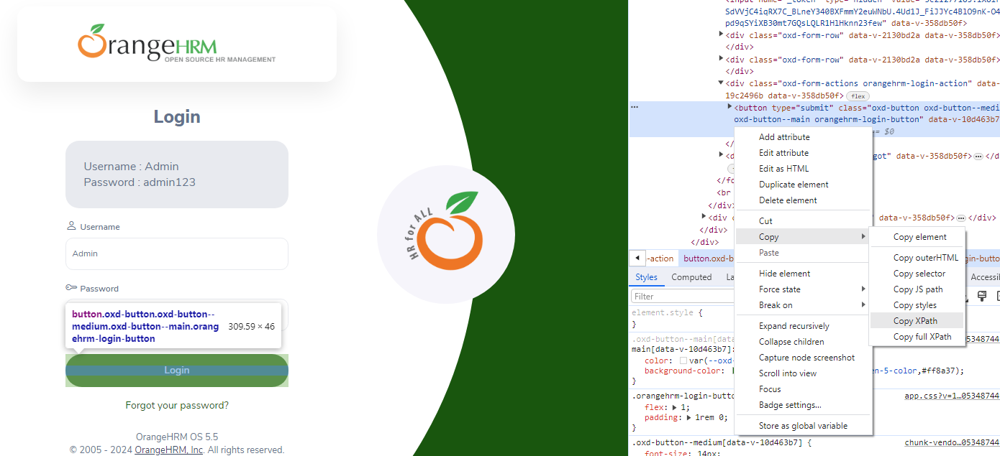 OrangeHRM
OPEN SOURCE HR MANAGEMENT
Login
Username : Admin
Password : admin123
Username
Admin
Password
button.oxd-button.oxd-button--
medium.oxd-button--main.orang
ehrm-login-button
309.59 × 46
Login
Forgot your password?
OrangeHRM OS 5.5
© 2005 - 2024 OrangeHRM, Inc. All rights reserved.
HR for ALL
SdVVjC4iqRX7C_BLneY340BXFmmY2euWNbU.4Ud1J_FiJJYc4BlO9nK-O4
pd9qSYiXB30mt7GQsLQLR1HlHknn23few" data-v-358db50f>
<div class="oxd-form-row" data-v-2130bd2a data-v-358db50f>
</div>
<div class="oxd-form-row" data-v-2130bd2a data-v-358db50f>
</div>
<div class="oxd-form-actions orangehrm-login-action" data-
19c2496b data-v-358db50f> flex
<button type="submit" class="oxd-button oxd-button--medi
oxd-button--main orangehrm-login-button" data-v-10d463b7
== $0
</
<d
got" data-v-358db50f> ⋯ </d
</fo
<br
</div>
<div c
" data-v-358db50f> ⋯ </div>
</div>
</div>
Add attribute
Edit attribute
Edit as HTML
Duplicate element
Delete element
Cut
Copy
Paste
Hide element
Force state
Break on
Expand recursively
Collapse children
Capture node screenshot
Scroll into view
Focus
Badge settings...
Store as global variable
Copy element
Copy outerHTML
Copy selector
Copy JS path
Copy styles
Copy XPath
Copy full XPath
-action
button.oxd-b
gin-butto
Styles
Computed
La
Accessib
Filter
element.style {
}
.oxd-button--main[data
05348744
main[data-v-10d463b7]:
color: var(--oxd-
background-color:
en-5-color,#ff8a37);
}
.orangehrm-login-butto
app.css?v=1…05348744
flex: 1;
padding: 1rem 0;
}
.oxd-button--medium[data-v-10d463b7] {
chunk-vendo…05348744
font-size: 14px;